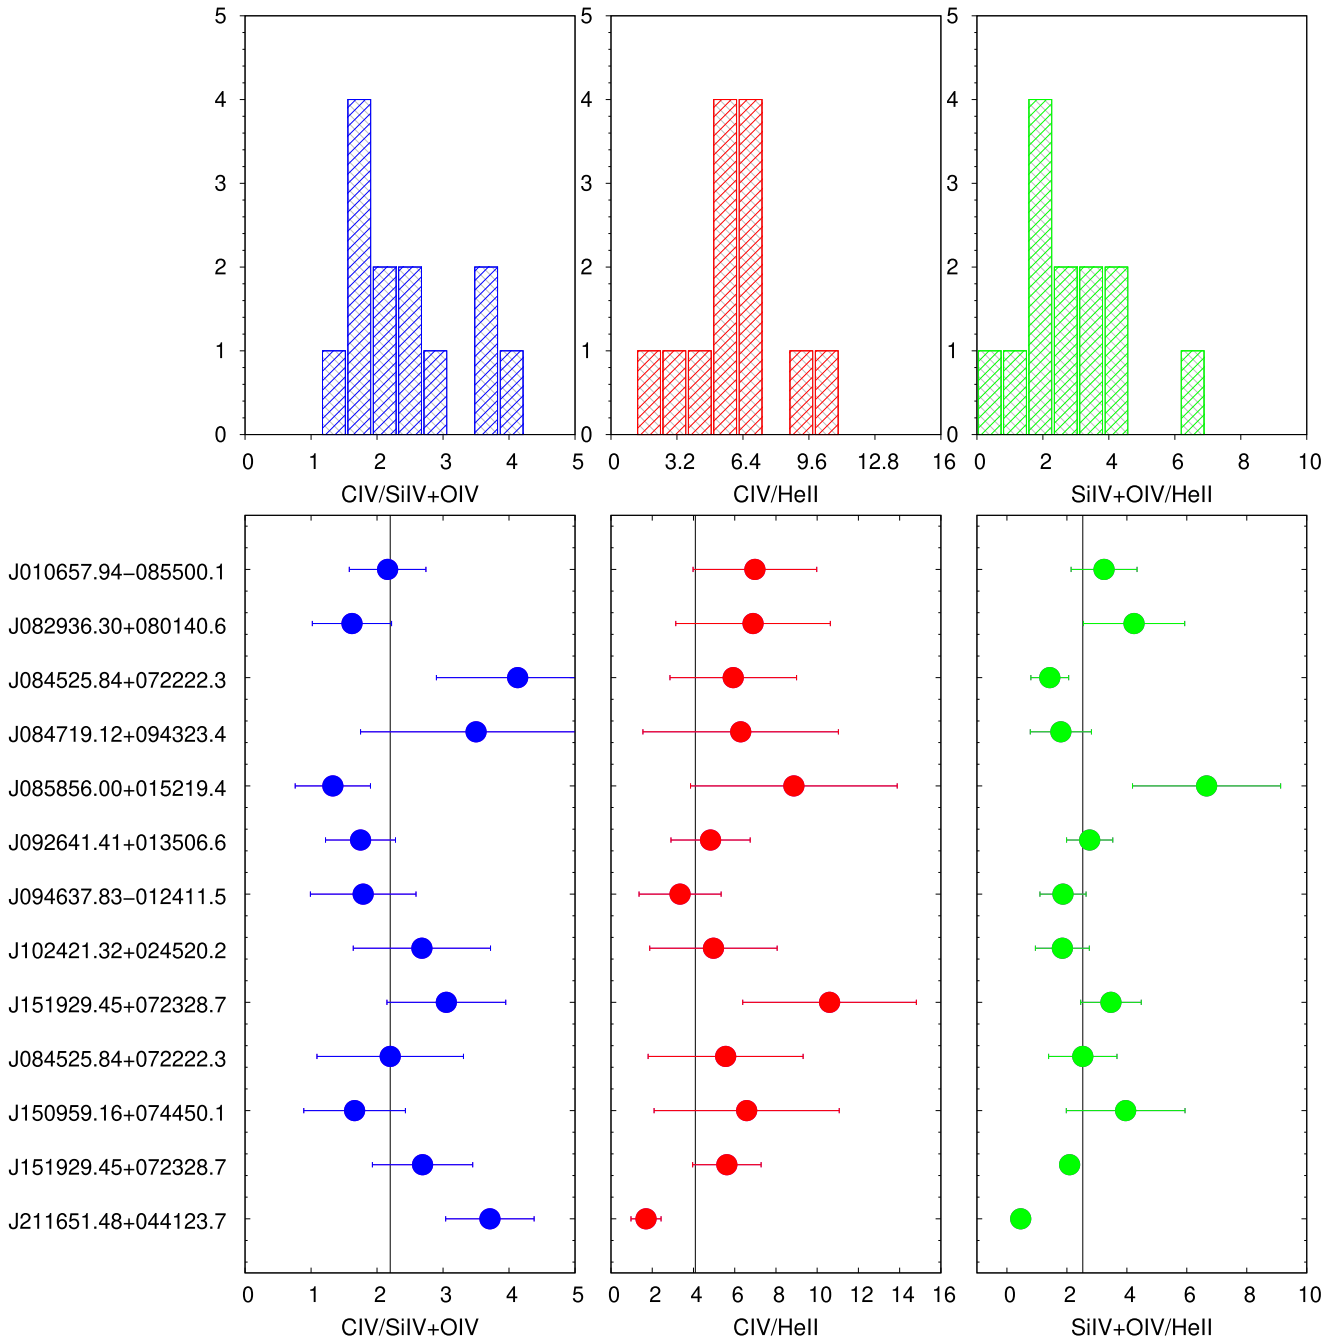 5
4
3
2
1
0
0 1 2 3 4 5
CIV/SiIV+OIV
5
4
3
2
1
0
0 3.2 6.4 9.6 12.8 16
CIV/HeII
5
4
3
2
1
0
0 2 4 6 8 10
SiIV+OIV/HeII
J010657.94−085500.1
J082936.30+080140.6
J084525.84+072222.3
J084719.12+094323.4
J085856.00+015219.4
J092641.41+013506.6
J094637.83−012411.5
J102421.32+024520.2
J151929.45+072328.7
J084525.84+072222.3
J150959.16+074450.1
J151929.45+072328.7
J211651.48+044123.7
0 1 2 3 4 5
CIV/SiIV+OIV
0 2 4 6 8 10 12 14 16
CIV/HeII
0 2 4 6 8 10
SiIV+OIV/HeII